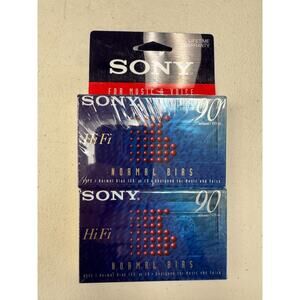 LIFETIME
WARRANTY
SONY
FOR MUSIC & VOICE
SONY 90
HiFi
NORMAL BIAS
SONY 90
HiFi
NORMAL BIAS